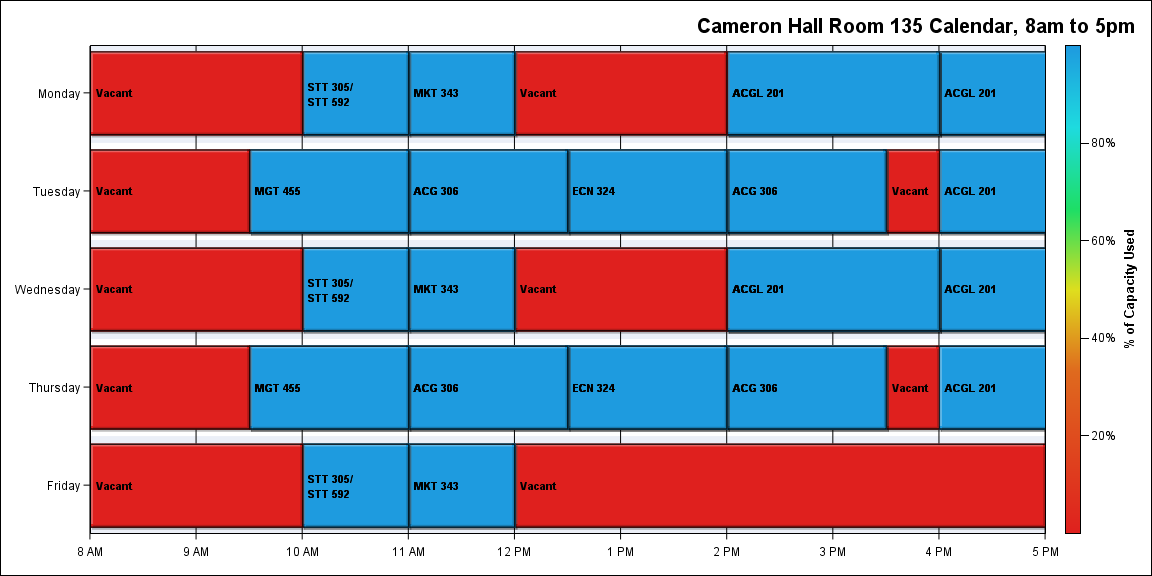 Cameron Hall Room 135 Calendar, 8am to 5pm
Monday
Vacant
STT 305/
STT 592
MKT 343
Vacant
ACGL 201
ACGL 201
Tuesday
Vacant
MGT 455
ACG 306
ECN 324
ACG 306
Vacant
ACGL 201
Wednesday
Vacant
STT 305/
STT 592
MKT 343
Vacant
ACGL 201
ACGL 201
Thursday
Vacant
MGT 455
ACG 306
ECN 324
ACG 306
Vacant
ACGL 201
Friday
Vacant
STT 305/
STT 592
MKT 343
Vacant
8 AM
9 AM
10 AM
11 AM
12 PM
1 PM
2 PM
3 PM
4 PM
5 PM
80%
60%
40%
20%
% of Capacity Used